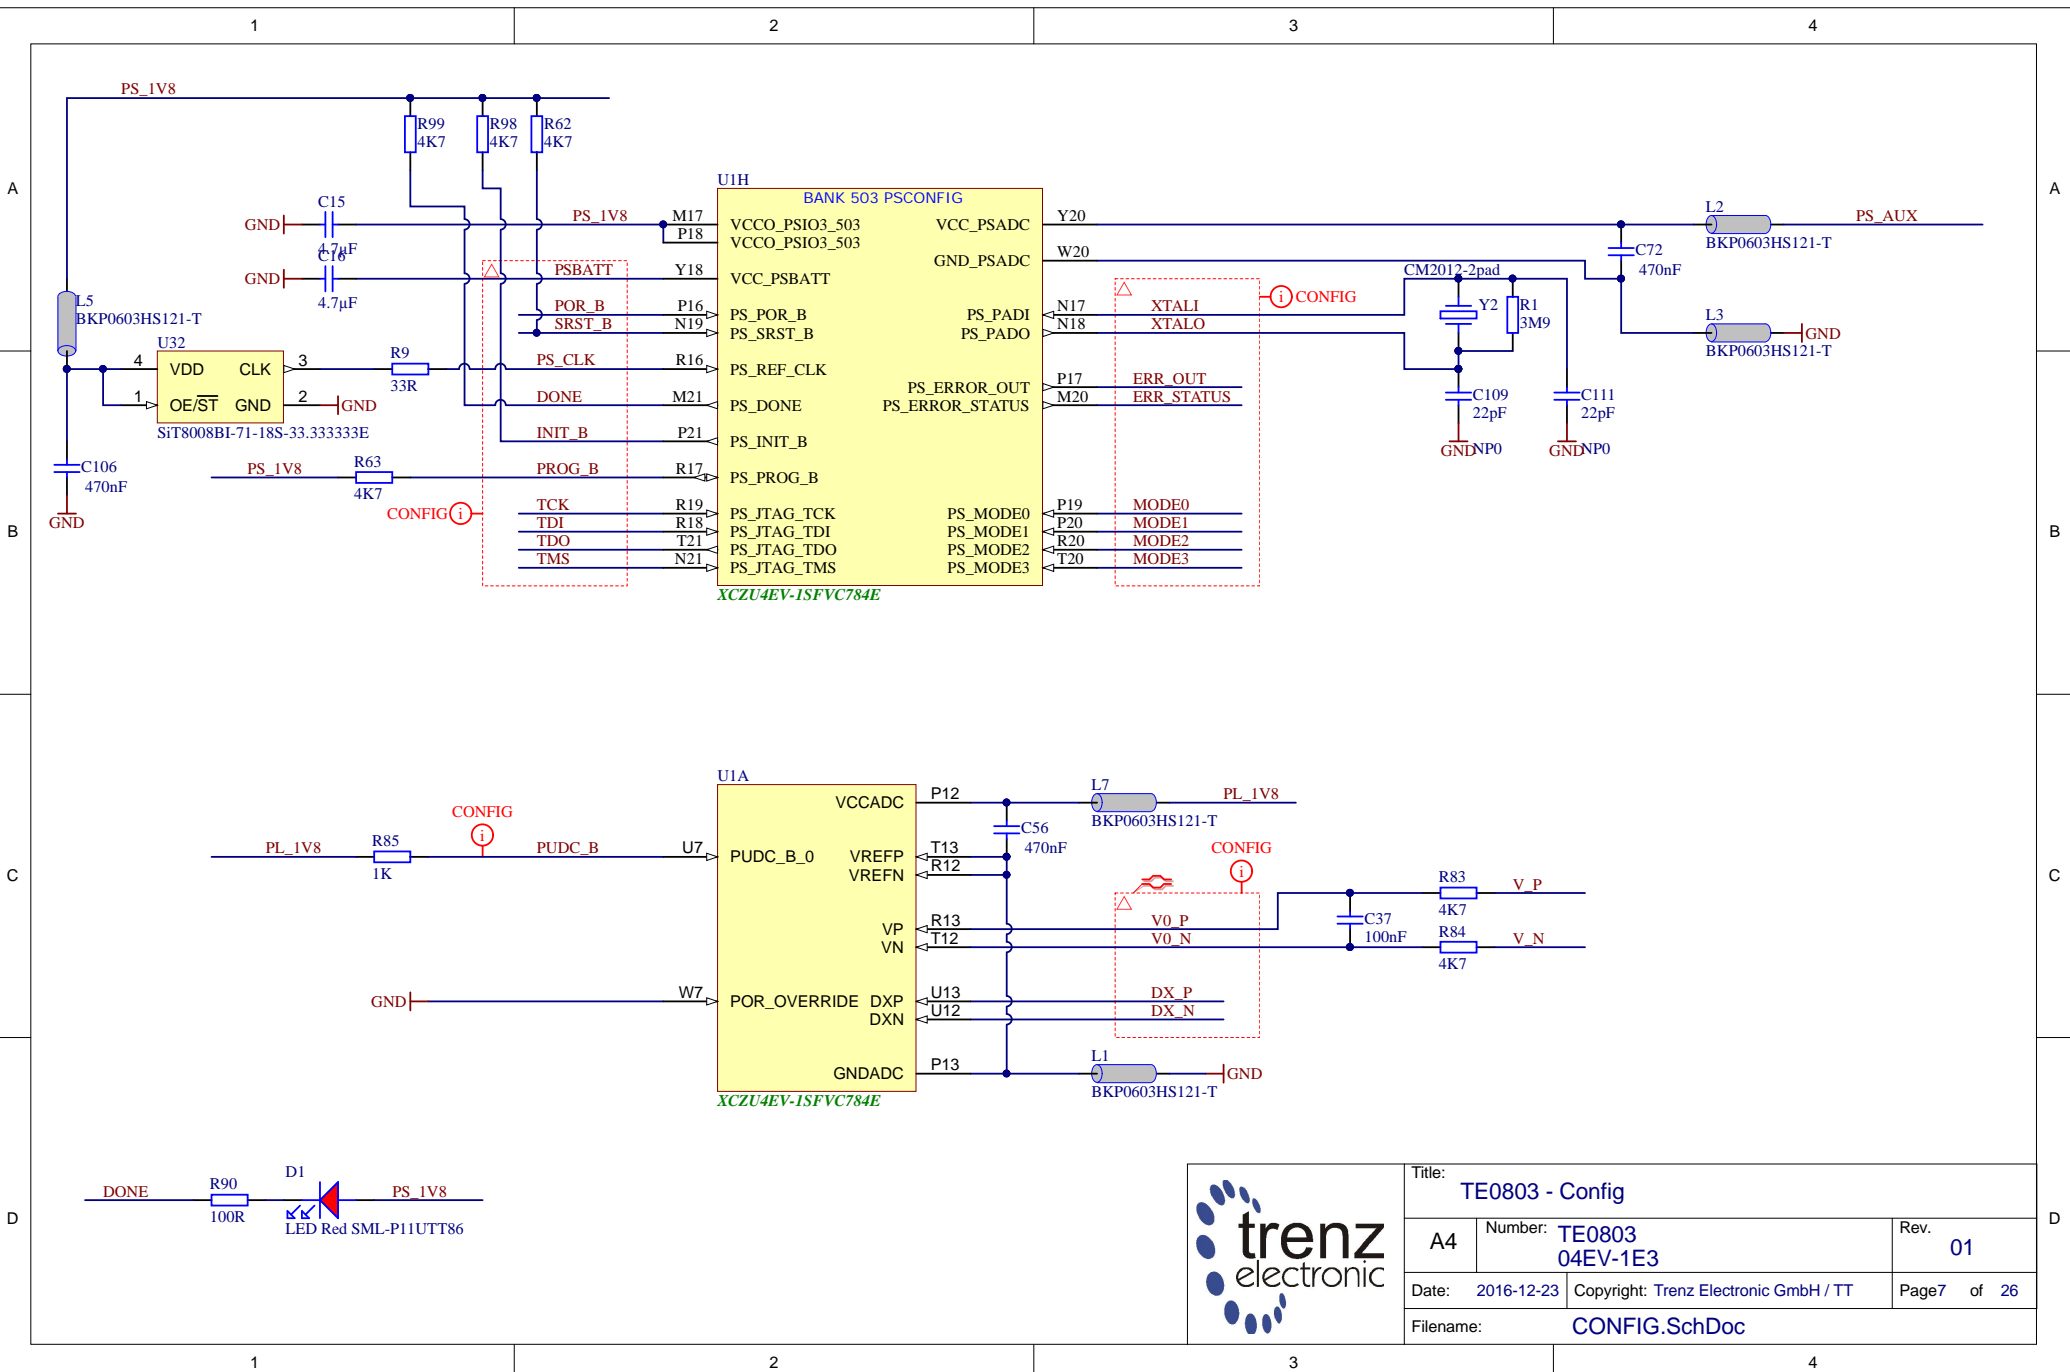 1 2 3 4
PS_1V8
R99
4K7
R98
4K7
R62
4K7
A
A
U1H
BANK 503 PSCONFIG
C15
4.7µF
GND
PS_1V8
M17
P18
VCCO_PSIO3_503
VCCO_PSIO3_503
C16
4.7µF
GND
PSBATT
Y18
VCC_PSBATT
POR_B
P16
PS_POR_B
SRST_B
N19
PS_SRST_B
L5
BKP0603HS121-T
U32
4
VDD
CLK
3
1
OE/ST
GND
2
GND
SiT8008BI-71-18S-33.333333E
R9
33R
PS_CLK
R16
PS_REF_CLK
DONE
M21
PS_DONE
INIT_B
P21
PS_INIT_B
C106
470nF
GND
PS_1V8
R63
4K7
PROG_B
R17
PS_PROG_B
CONFIG
i
TCK
R19
PS_JTAG_TCK
TDI
R18
PS_JTAG_TDI
TDO
T21
PS_JTAG_TDO
TMS
N21
PS_JTAG_TMS
XCZU4EV-1SFVC784E
VCC_PSADC
Y20
GND_PSADC
W20
L2
BKP0603HS121-T
PS_AUX
C72
470nF
L3
BKP0603HS121-T
GND
CM2012-2pad
i
CONFIG
PS_PADI
N17
XTALI
PS_PADO
N18
XTALO
Y2
R1
3M9
PS_ERROR_OUT
P17
ERR_OUT
PS_ERROR_STATUS
M20
ERR_STATUS
C109
22pF
GND
NP0
C111
22pF
GND
NP0
PS_MODE0
P19
MODE0
PS_MODE1
P20
MODE1
PS_MODE2
R20
MODE2
PS_MODE3
T20
MODE3
B
B
U1A
VCCADC
P12
L7
BKP0603HS121-T
PL_1V8
C56
470nF
CONFIG
i
PL_1V8
R85
1K
PUDC_B
U7
PUDC_B_0
VREFP
T13
VREFN
R12
CONFIG
i
C
C
VP
R13
V0_P
VN
T12
V0_N
C37
100nF
R83
4K7
V_P
R84
4K7
V_N
GND
W7
POR_OVERRIDE
DXP
U13
DX_P
DXN
U12
DX_N
GNDADC
P13
L1
BKP0603HS121-T
GND
XCZU4EV-1SFVC784E
D
D
DONE
R90
100R
D1
PS_1V8
LED Red SML-P11UTT86
trenz
electronic
Title:
TE0803 - Config
A4
Number:
TE0803
04EV-1E3
Rev.
01
Date: 2016-12-23
Copyright: Trenz Electronic GmbH / TT
Page7 of 26
Filename:
CONFIG.SchDoc
1 2 3 4